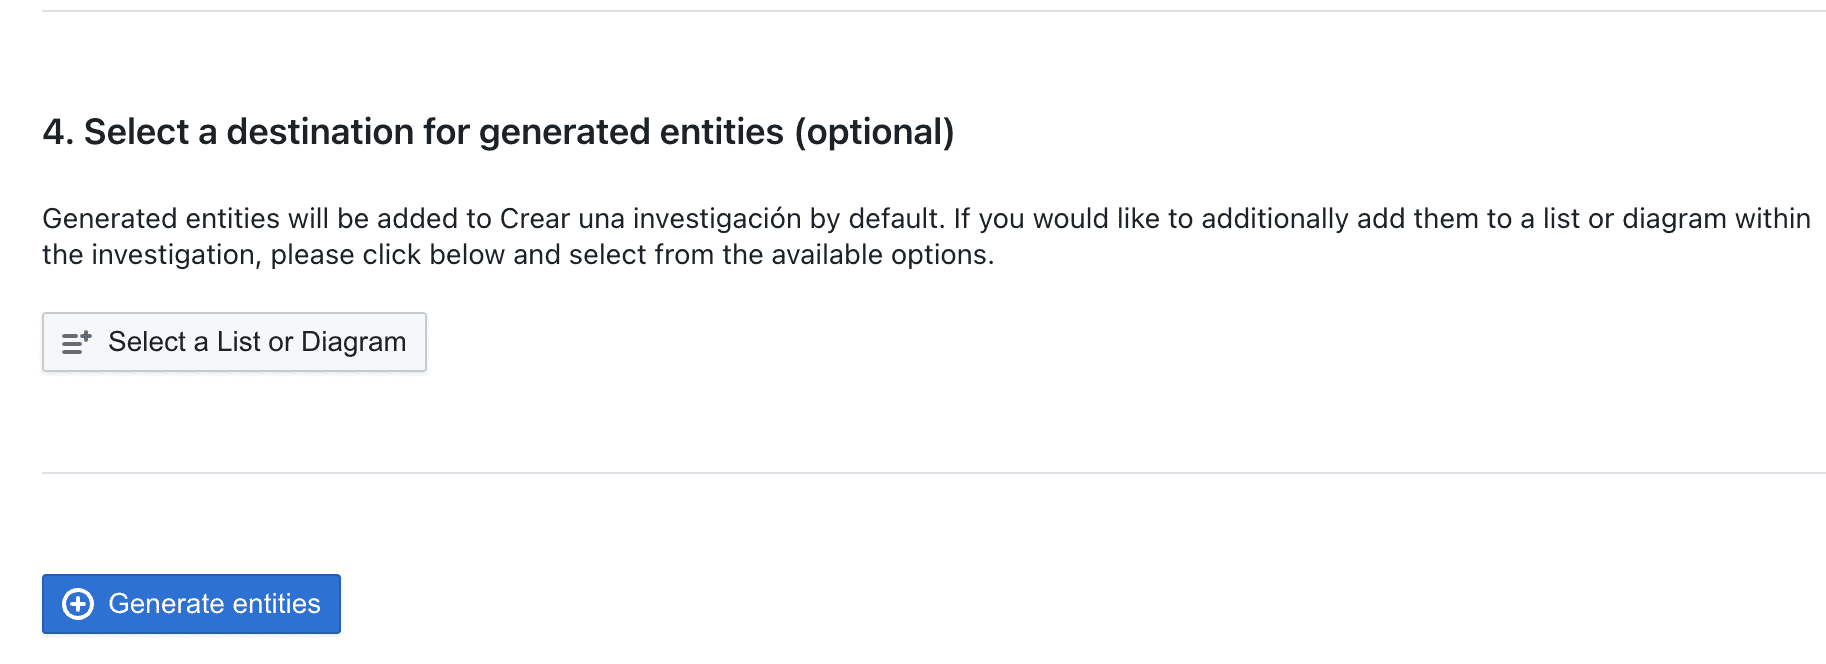 4. Select a destination for generated entities (optional)
Generated entities will be added to Crear una investigación by default. If you would like to additionally add them to a list or diagram within
the investigation, please click below and select from the available options.
Select a List or Diagram
Generate entities